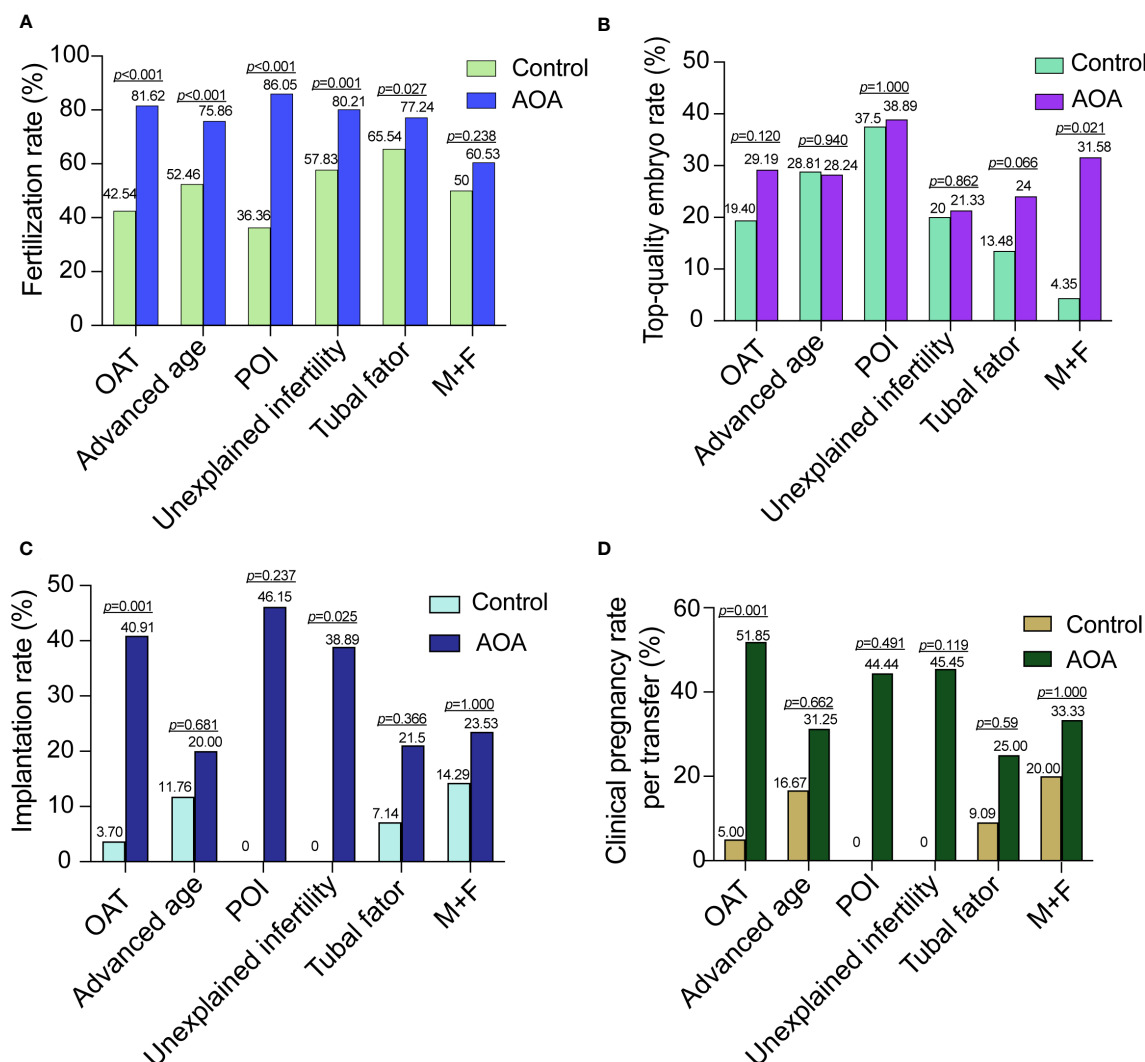 A
Fertilization rate (%)
100
80
60
40
20
0
Control
AOA
p<0.001
81.62
42.54
p<0.001
75.86
52.46
p<0.001
86.05
36.36
p=0.001
80.21
57.83
p=0.027
77.24
65.54
p=0.238
60.53
50
OAT
Advanced age
POI
Unexplained infertility
Tubal fator
M+F
B
Top-quality embryo rate (%)
50
40
30
20
10
0
Control
AOA
p=0.120
29.19
19.40
p=0.940
28.81
28.24
p=1.000
37.5
38.89
p=0.862
20
21.33
p=0.066
24
13.48
p=0.021
31.58
4.35
OAT
Advanced age
POI
Unexplained infertility
Tubal fator
M+F
C
Implantation rate (%)
50
40
30
20
10
0
Control
AOA
p=0.001
40.91
3.70
p=0.681
20.00
11.76
p=0.237
46.15
0
p=0.025
38.89
0
p=0.366
21.5
7.14
p=1.000
23.53
14.29
OAT
Advanced age
POI
Unexplained infertility
Tubal fator
M+F
D
Clinical pregnancy rate
per transfer (%)
60
40
20
0
Control
AOA
p=0.001
51.85
5.00
p=0.662
31.25
16.67
p=0.491
44.44
0
p=0.119
45.45
0
p=0.59
25.00
9.09
p=1.000
33.33
20.00
OAT
Advanced age
POI
Unexplained infertility
Tubal fator
M+F